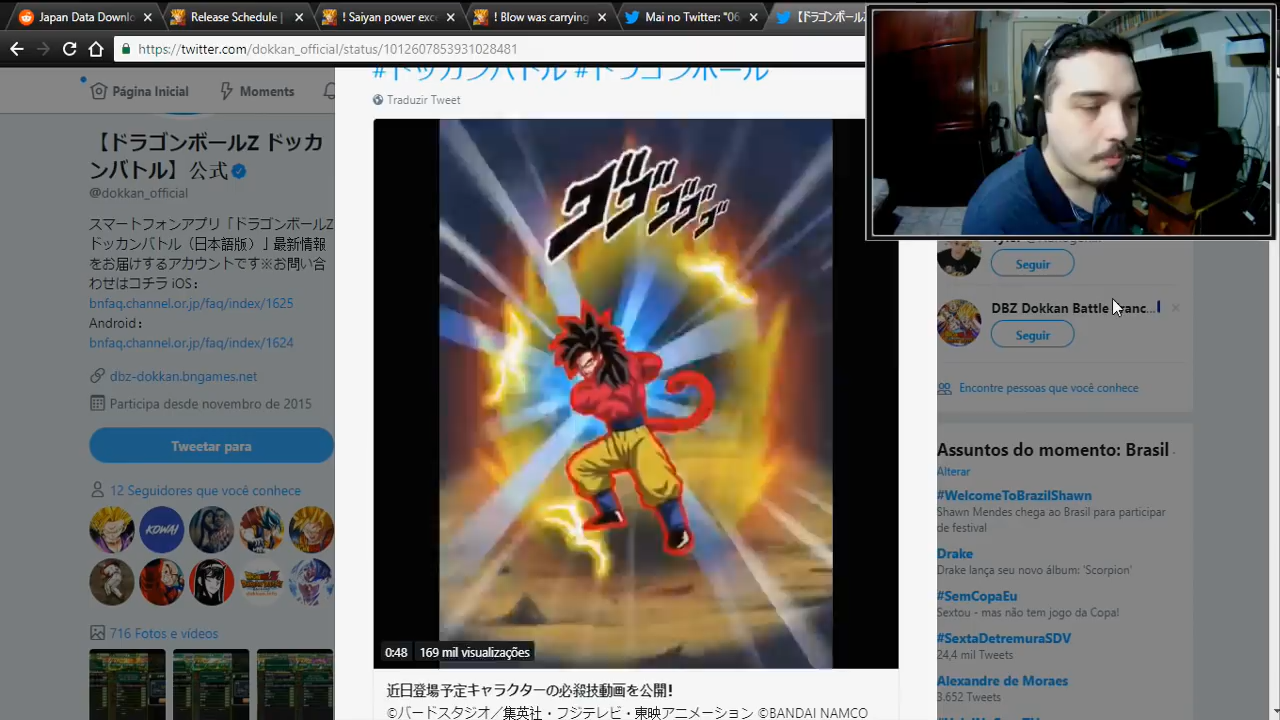 Japan Data Downlo
Release Schedule |
! Saiyan power exc
! Blow was carrying
Mai no Twitter: "06
【ドラゴンボール
https://twitter.com/dokkan_official/status/1012607853931028481
Página Inicial
Moments
#ドッカンバトル #ドラゴンボール
Traduzir Tweet
【ドラゴンボールZ ドッカ
ンバトル】公式
@dokkan_official
スマートフォンアプリ「ドラゴンボールZ
ドッカンバトル（日本語版）」最新情報
をお届けするアカウントです※お問い合
わせはコチラ iOS：
bnfaq.channel.or.jp/faq/index/1625
Android：
bnfaq.channel.or.jp/faq/index/1624
dbz-dokkan.bngames.net
Participa desde novembro de 2015
Tweetar para
12 Seguidores que você conhece
KOWAI
716 Fotos e vídeos
ゴゴゴゴゴ
0:48
169 mil visualizações
近日登場予定キャラクターの必殺技動画を公開!
©バードスタジオ／集英社・フジテレビ・東映アニメーション ©BANDAI NAMCO
Seguir
DBZ Dokkan Battle Franc...
Seguir
Encontre pessoas que você conhece
Assuntos do momento: Brasil
Alterar
#WelcomeToBrazilShawn
Shawn Mendes chega ao Brasil para participar
de festival
Drake
Drake lança seu novo álbum: 'Scorpion'
#SemCopaEu
Sextou - mas não tem jogo da Copa!
#SextaDetremuraSDV
24,4 mil Tweets
Alexandre de Moraes
3.652 Tweets